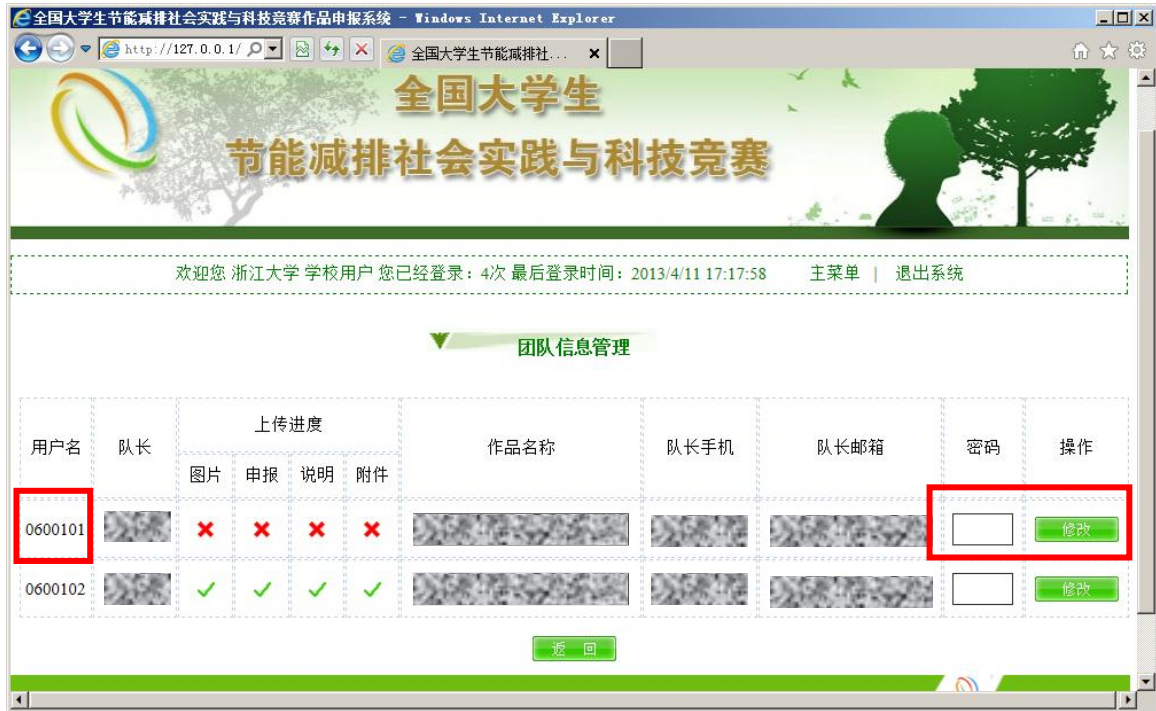 全国大学生节能减排社会实践与科技竞赛作品申报系统 - Windows Internet Explorer
http://127.0.0.1/
全国大学生节能减排社...
全国大学生
节能减排社会实践与科技竞赛
欢迎您 浙江大学 学校用户 您已经登录：4次 最后登录时间：2013/4/11 17:17:58 主菜单 | 退出系统
团队信息管理
用户名 队长 上传进度 作品名称 队长手机 队长邮箱 密码 操作
图片 申报 说明 附件
0600101 修改
0600102 修改
返 回